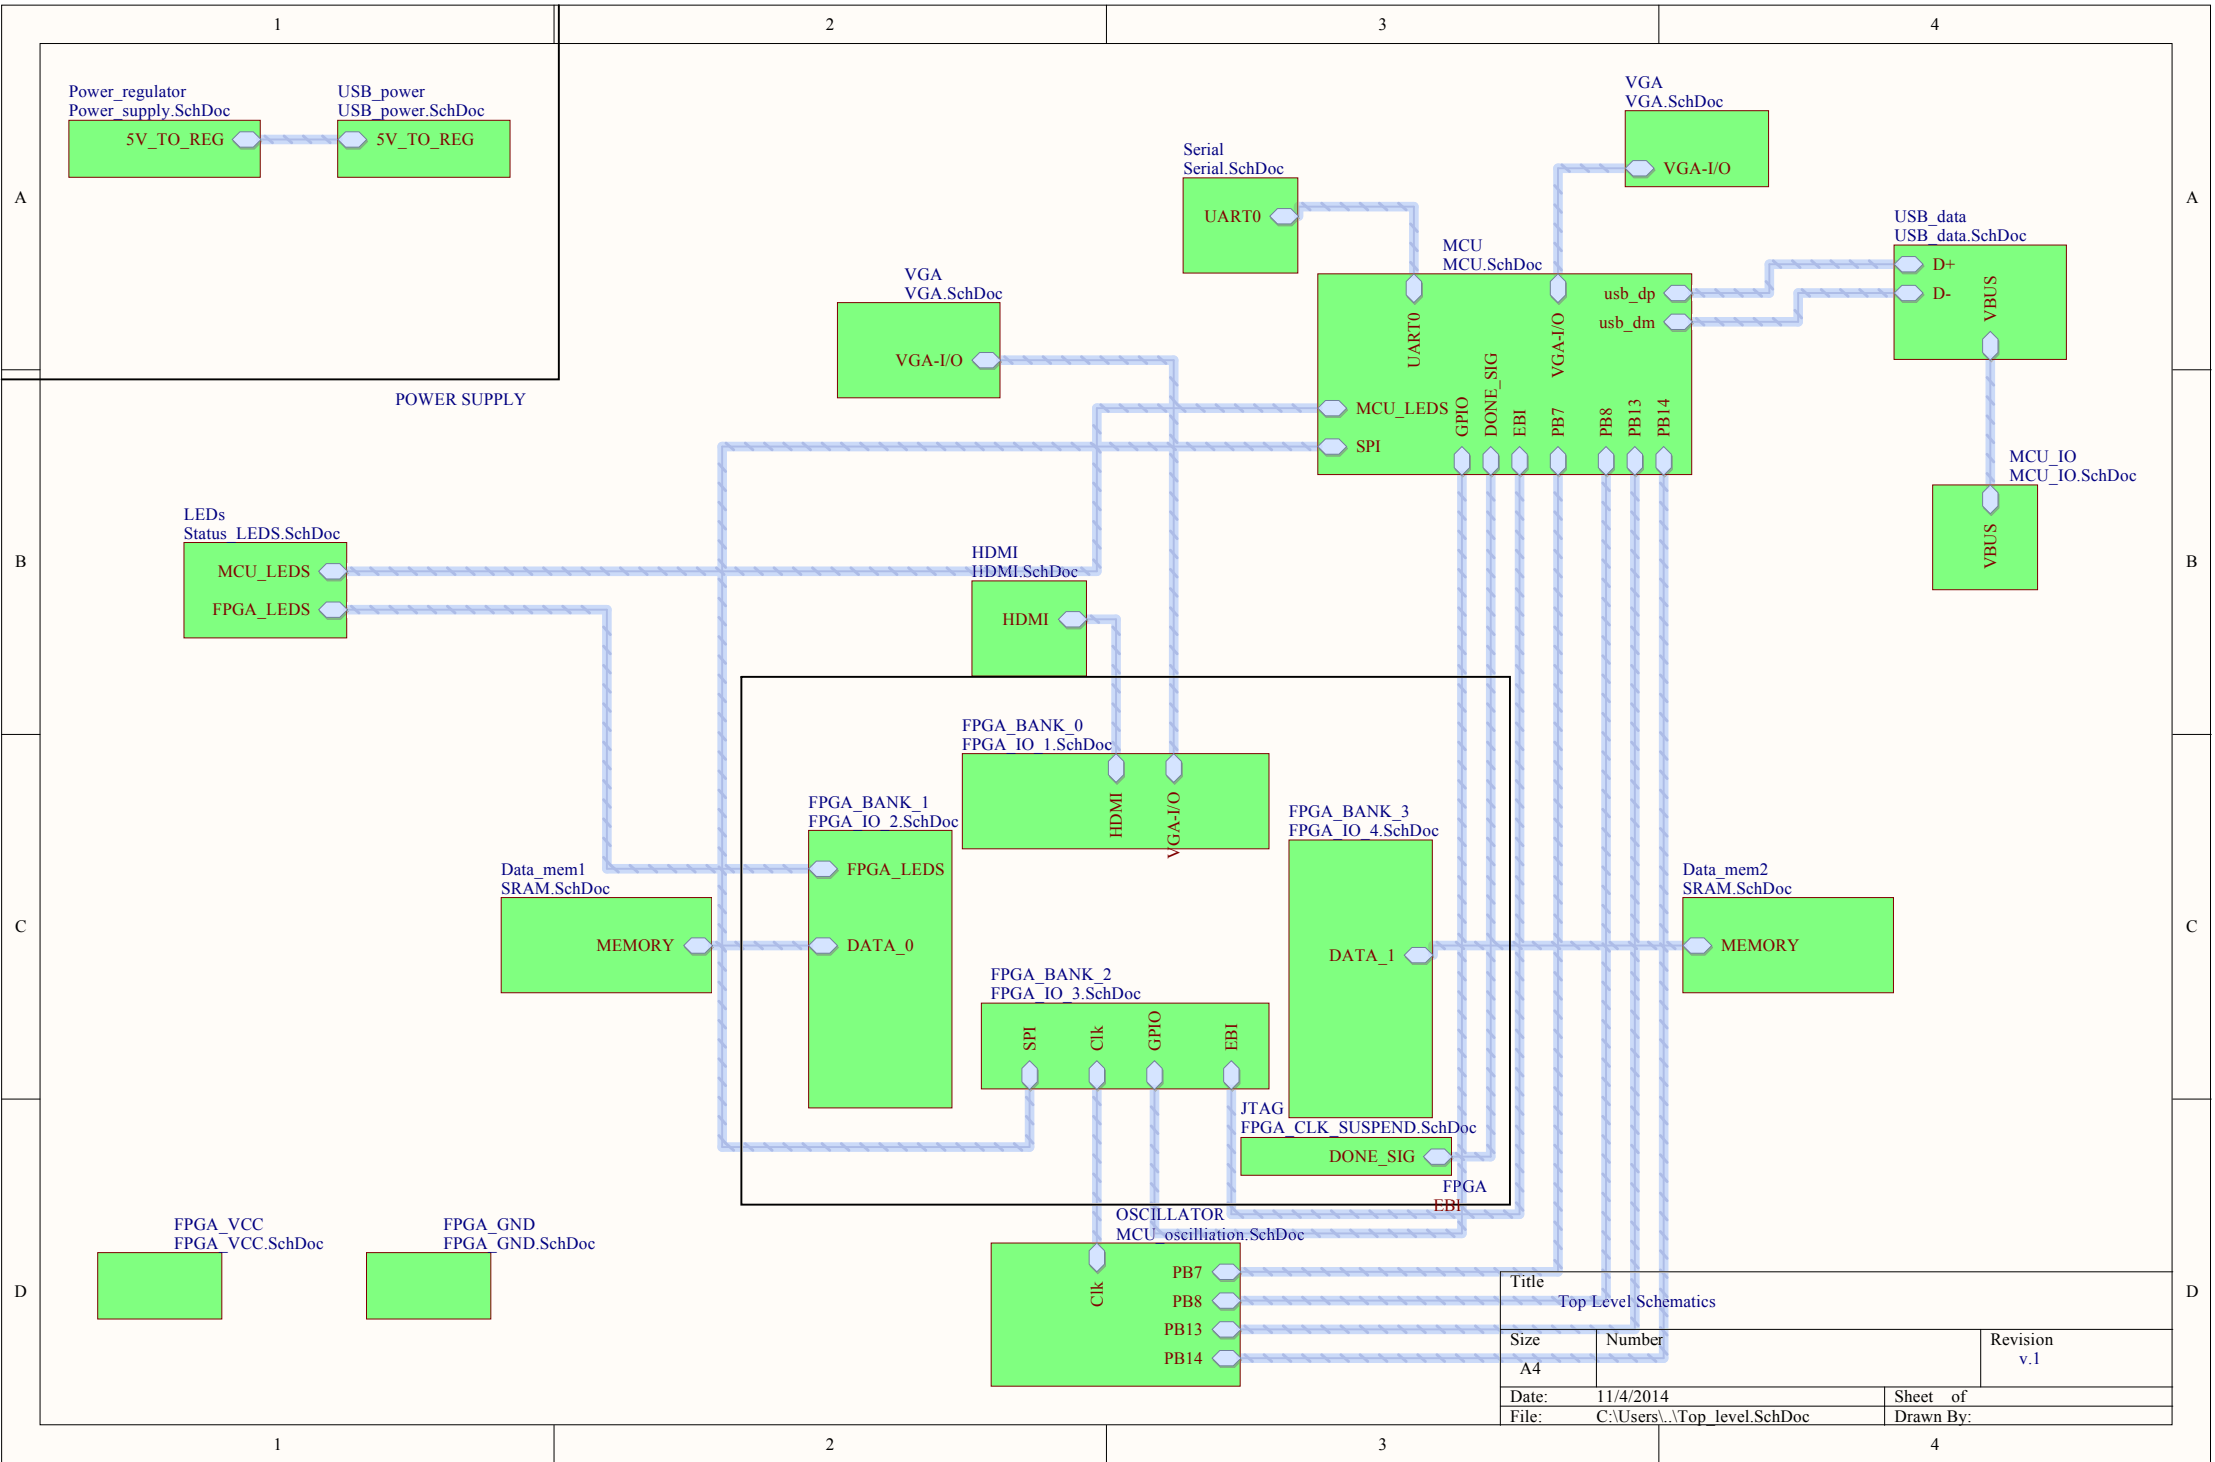 1
2
3
4
A
A
Power_regulator
Power_supply.SchDoc
5V_TO_REG
USB_power
USB_power.SchDoc
5V_TO_REG
POWER SUPPLY
VGA
VGA.SchDoc
VGA-I/O
Serial
Serial.SchDoc
UART0
USB_data
USB_data.SchDoc
D+
D-
VBUS
MCU
MCU.SchDoc
usb_dp
usb_dm
UART0
VGA-I/O
MCU_LEDS
SPI
GPIO
DONE_SIG
EBI
PB7
PB8
PB13
PB14
VGA
VGA.SchDoc
VGA-I/O
MCU_IO
MCU_IO.SchDoc
VBUS
B
B
LEDs
Status_LEDS.SchDoc
MCU_LEDS
FPGA_LEDS
HDMI
HDMI.SchDoc
HDMI
FPGA_BANK_0
FPGA_IO_1.SchDoc
HDMI
VGA-I/O
FPGA_BANK_1
FPGA_IO_2.SchDoc
FPGA_LEDS
DATA_0
FPGA_BANK_3
FPGA_IO_4.SchDoc
DATA_1
Data_mem1
SRAM.SchDoc
MEMORY
Data_mem2
SRAM.SchDoc
MEMORY
C
C
FPGA_BANK_2
FPGA_IO_3.SchDoc
SPI
Clk
GPIO
EBI
JTAG
FPGA_CLK_SUSPEND.SchDoc
DONE_SIG
FPGA
EBI
FPGA_VCC
FPGA_VCC.SchDoc
FPGA_GND
FPGA_GND.SchDoc
OSCILLATOR
MCU_oscilliation.SchDoc
Clk
PB7
PB8
PB13
PB14
D
D
Title
Top Level Schematics
Size
A4
Number
Revision
v.1
Date: 11/4/2014
Sheet of
File: C:\Users\..\Top_level.SchDoc
Drawn By:
1
2
3
4